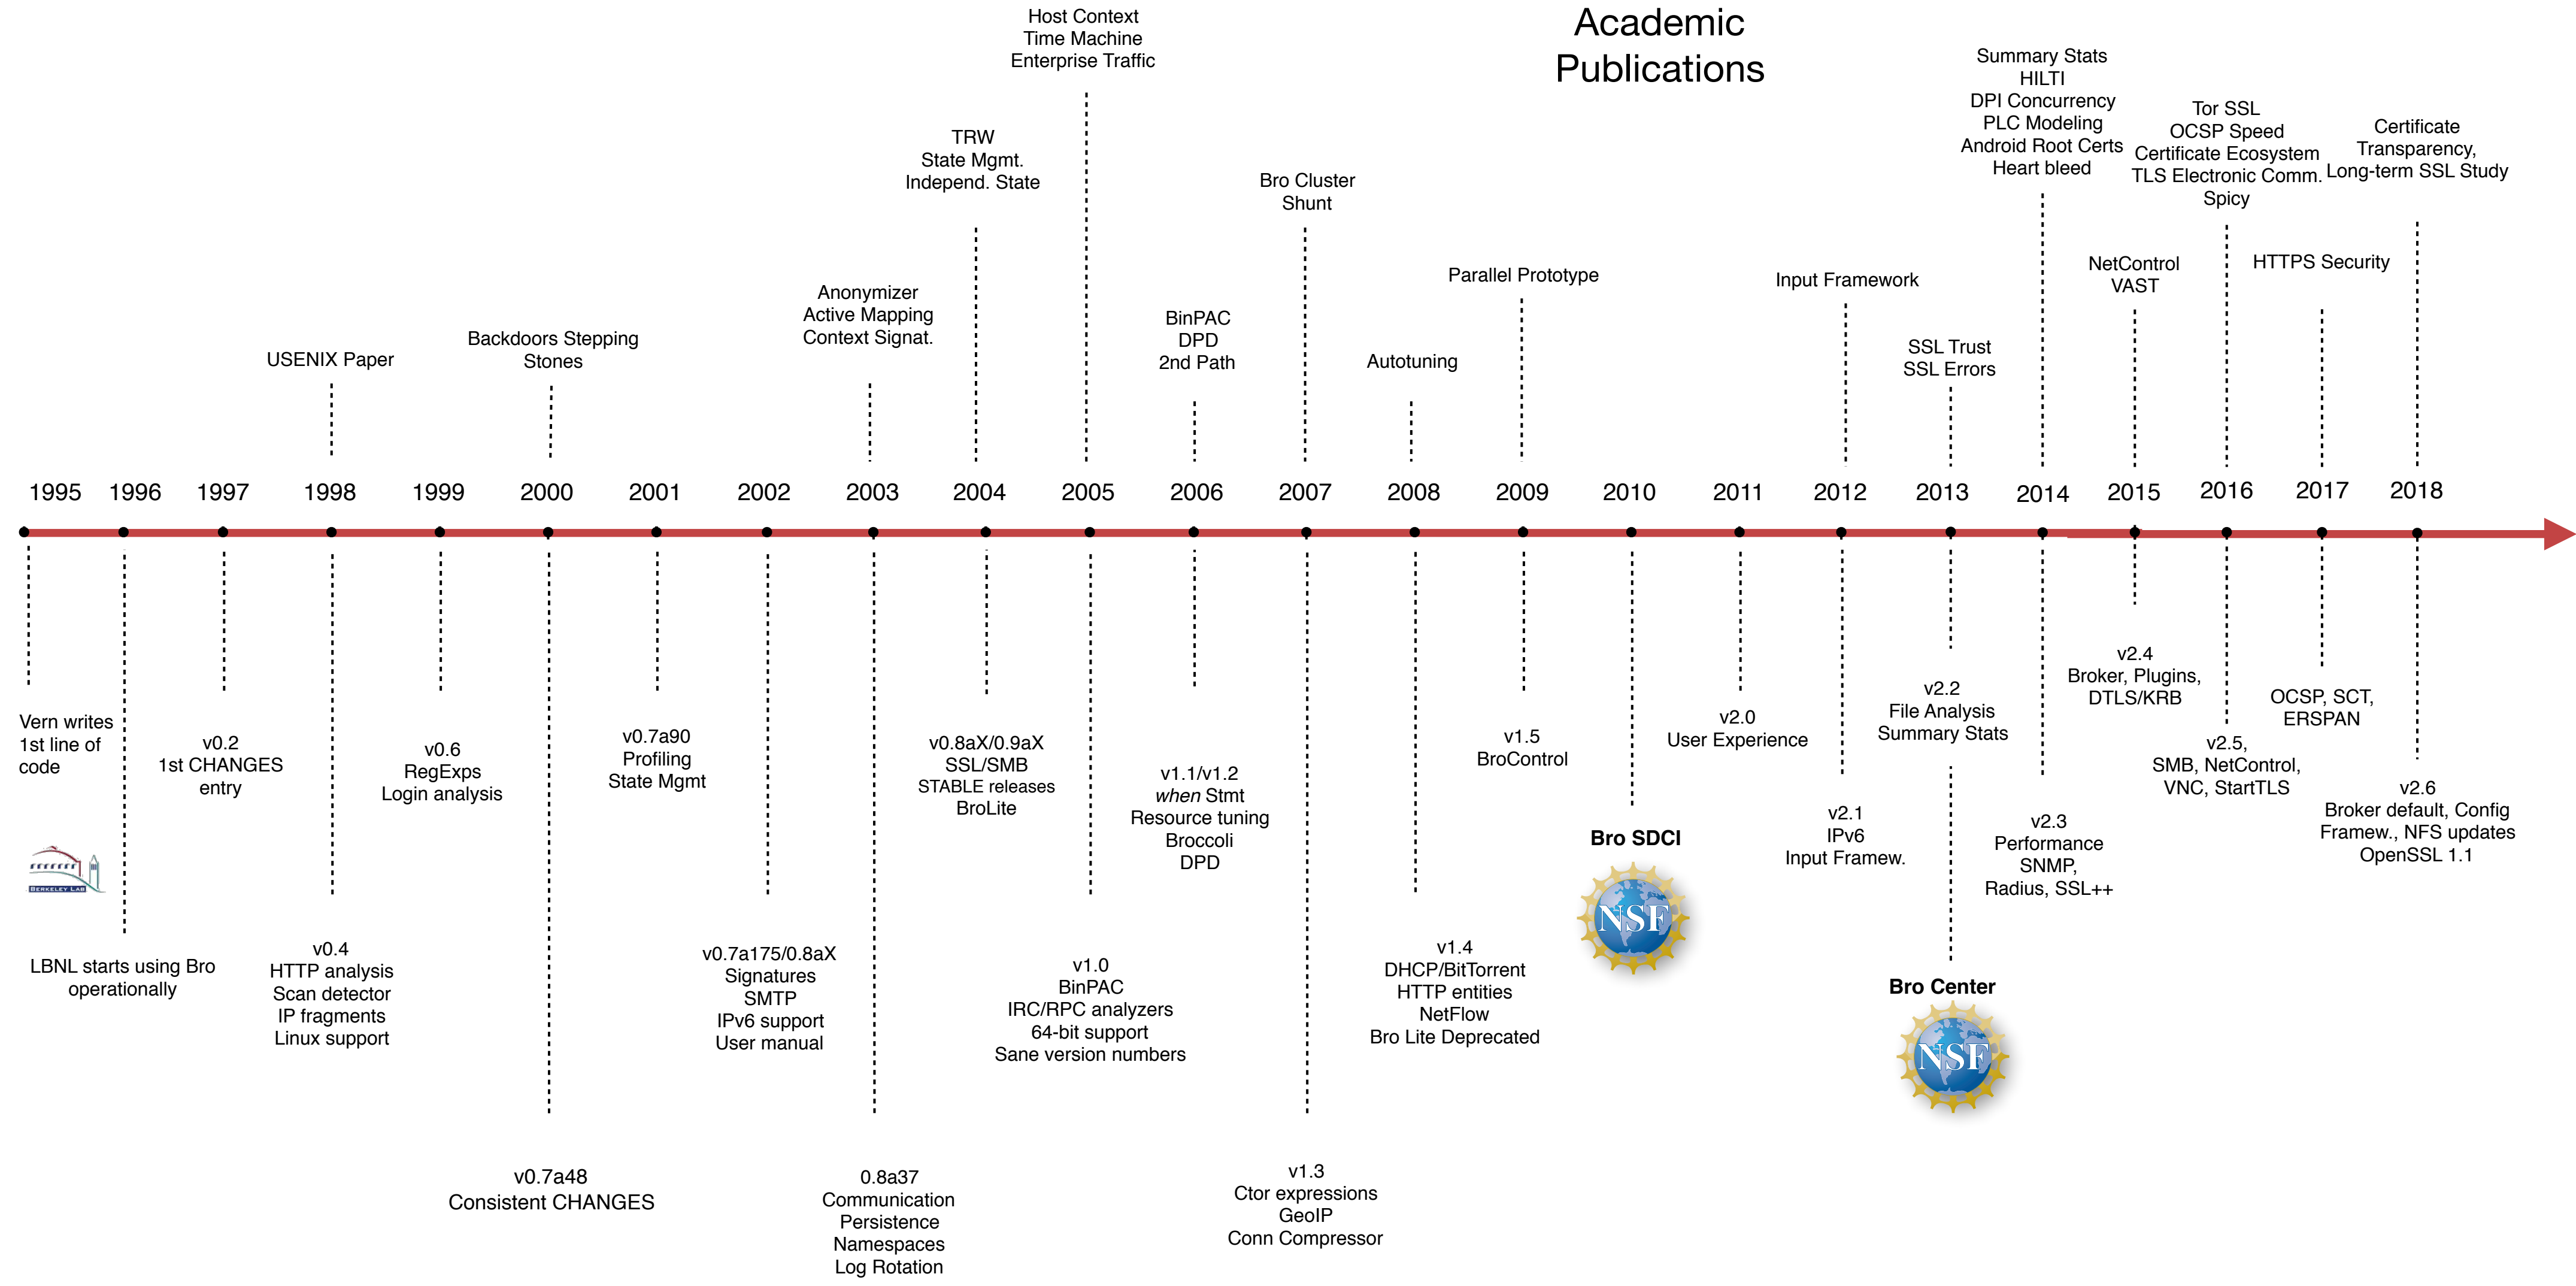 Academic
Publications
Host Context
Time Machine
Enterprise Traffic
Summary Stats
HILTI
DPI Concurrency
PLC Modeling
Android Root Certs
Heart bleed
Tor SSL
OCSP Speed
Certificate Ecosystem
TLS Electronic Comm.
Spicy
Certificate
Transparency,
Long-term SSL Study
TRW
State Mgmt.
Independ. State
Bro Cluster
Shunt
NetControl
VAST
HTTPS Security
Parallel Prototype
Input Framework
Anonymizer
Active Mapping
Context Signat.
BinPAC
DPD
2nd Path
Backdoors Stepping
Stones
USENIX Paper
Autotuning
SSL Trust
SSL Errors
1995 1996 1997 1998 1999 2000 2001 2002 2003 2004 2005 2006 2007 2008 2009 2010 2011 2012 2013 2014 2015 2016 2017 2018
Vern writes
1st line of
code
BERKELEY LAB
LBNL starts using Bro
operationally
v0.2
1st CHANGES
entry
v0.4
HTTP analysis
Scan detector
IP fragments
Linux support
v0.6
RegExps
Login analysis
v0.7a48
Consistent CHANGES
v0.7a90
Profiling
State Mgmt
v0.7a175/0.8aX
Signatures
SMTP
IPv6 support
User manual
0.8a37
Communication
Persistence
Namespaces
Log Rotation
v0.8aX/0.9aX
SSL/SMB
STABLE releases
BroLite
v1.0
BinPAC
IRC/RPC analyzers
64-bit support
Sane version numbers
v1.1/v1.2
when Stmt
Resource tuning
Broccoli
DPD
v1.3
Ctor expressions
GeoIP
Conn Compressor
v1.4
DHCP/BitTorrent
HTTP entities
NetFlow
Bro Lite Deprecated
v1.5
BroControl
Bro SDCI
NSF
v2.0
User Experience
v2.1
IPv6
Input Framew.
v2.2
File Analysis
Summary Stats
Bro Center
NSF
v2.3
Performance
SNMP,
Radius, SSL++
v2.4
Broker, Plugins,
DTLS/KRB
v2.5,
SMB, NetControl,
VNC, StartTLS
OCSP, SCT,
ERSPAN
v2.6
Broker default, Config
Framew., NFS updates
OpenSSL 1.1